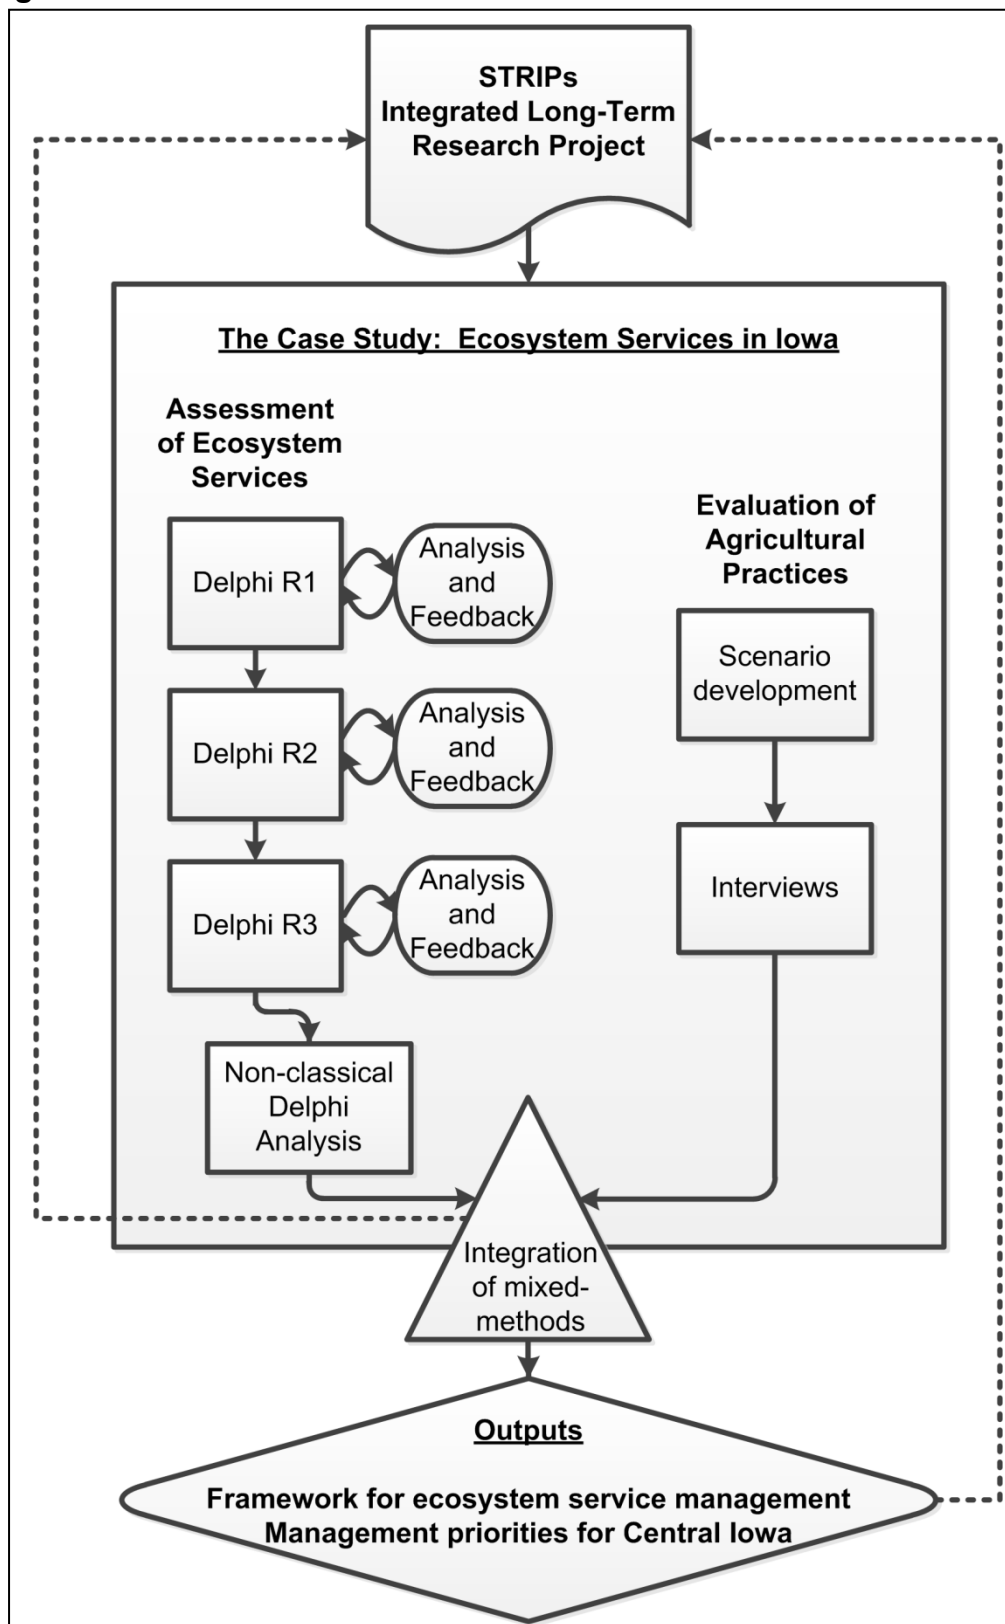 STRIPs
Integrated Long-Term
Research Project
The Case Study:  Ecosystem Services in Iowa
Assessment
of Ecosystem
Services
Delphi R1
Analysis
and
Feedback
Delphi R2
Analysis
and
Feedback
Delphi R3
Analysis
and
Feedback
Non-classical
Delphi
Analysis
Evaluation of
Agricultural
Practices
Scenario
development
Interviews
Integration
of mixed-
methods
Outputs
Framework for ecosystem service management
Management priorities for Central Iowa